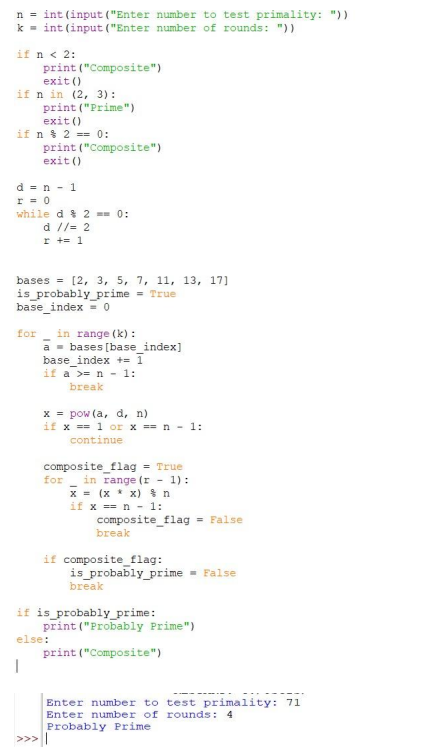 n = int(input("Enter number to test primality: "))
k = int(input("Enter number of rounds: "))
if n < 2:
    print("Composite")
    exit()
if n in (2, 3):
    print("Prime")
    exit()
if n % 2 == 0:
    print("Composite")
    exit()
d = n - 1
r = 0
while d % 2 == 0:
    d //= 2
    r += 1
bases = [2, 3, 5, 7, 11, 13, 17]
is_probably_prime = True
base_index = 0
for _ in range(k):
    a = bases[base_index]
    base_index += 1
    if a >= n - 1:
        break
    x = pow(a, d, n)
    if x == 1 or x == n - 1:
        continue
    composite_flag = True
    for _ in range(r - 1):
        x = (x * x) % n
        if x == n - 1:
            composite_flag = False
            break
    if composite_flag:
        is_probably_prime = False
        break
if is_probably_prime:
    print("Probably Prime")
else:
    print("Composite")
Enter number to test primality: 71
Enter number of rounds: 4
Probably Prime
>>>